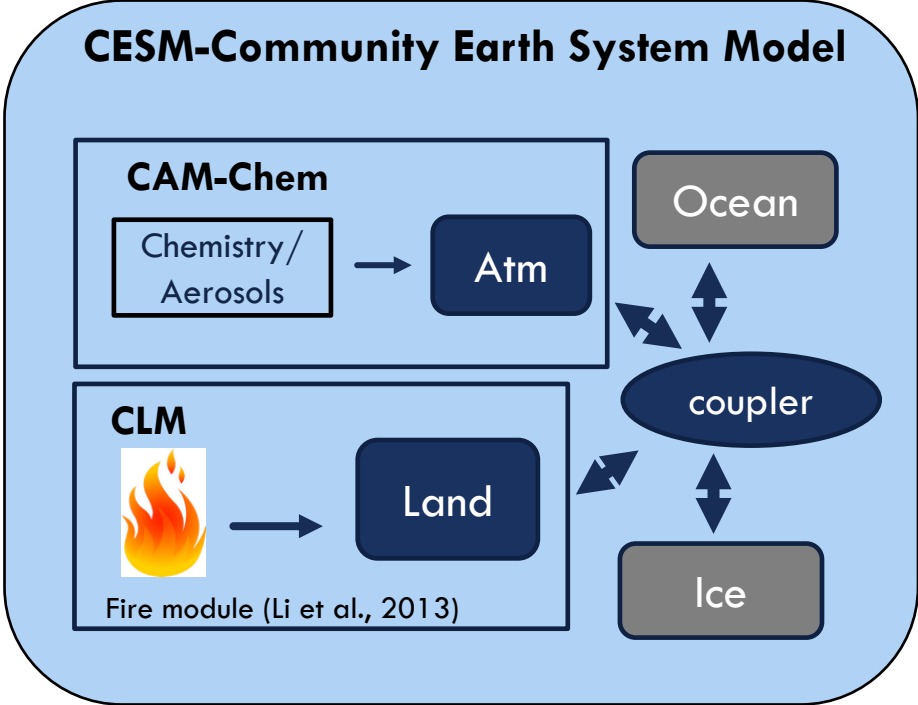 CESM-Community Earth System Model
CAM-Chem
Chemistry/
Aerosols
Atm
Ocean
coupler
CLM
Land
Fire module (Li et al., 2013)
Ice